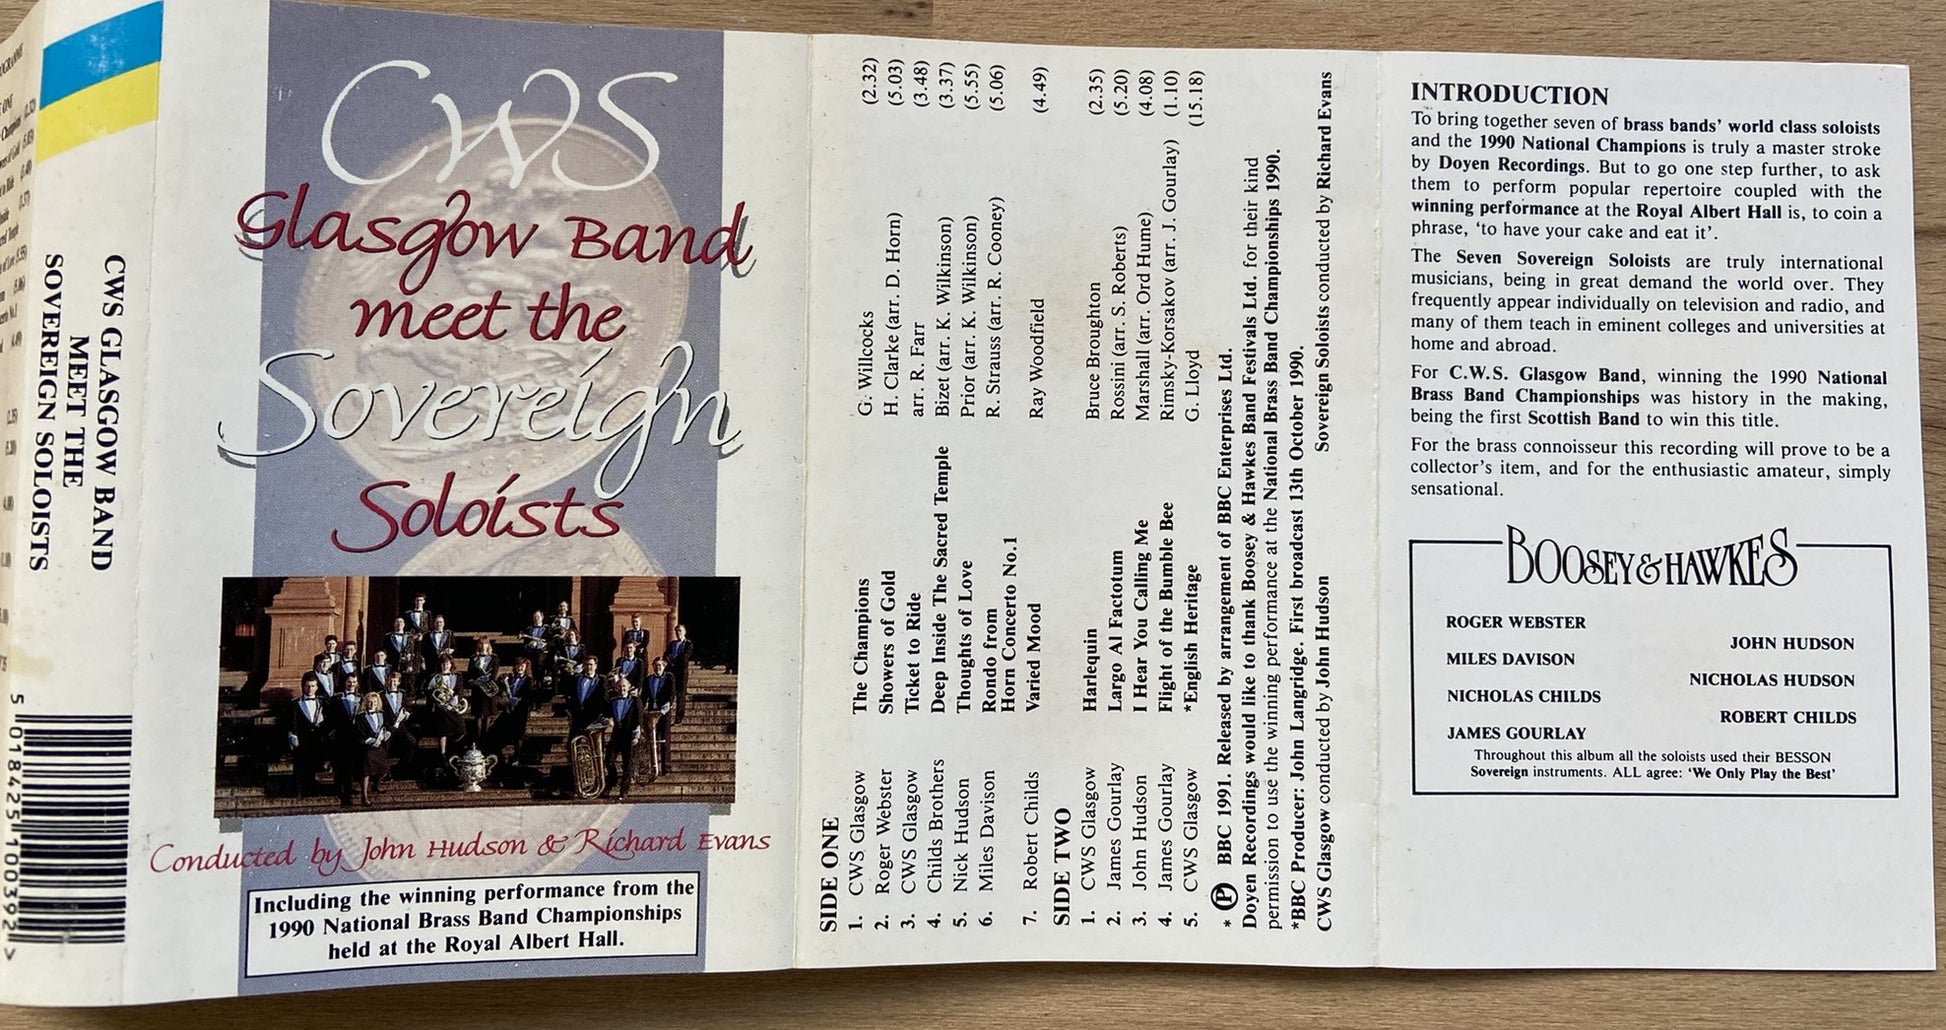 CWS GLASGOW BAND
MEET THE
SOVEREIGN SOLOISTS
5 018425 100392 >
CWS
Glasgow Band
meet the
Sovereign
Soloists
Conducted by John Hudson & Richard Evans
Including the winning performance from the
1990 National Brass Band Championships
held at the Royal Albert Hall.
SIDE ONE
1. CWS Glasgow The Champions G. Willcocks (2.32)
2. Roger Webster Showers of Gold H. Clarke (arr. D. Horn) (5.03)
3. CWS Glasgow Ticket to Ride arr. R. Farr (3.48)
4. Childs Brothers Deep Inside The Sacred Temple Bizet (arr. K. Wilkinson) (3.37)
5. Nick Hudson Thoughts of Love Prior (arr. K. Wilkinson) (5.55)
6. Miles Davison Rondo from R. Strauss (arr. R. Cooney) (5.06)
Horn Concerto No.1
7. Robert Childs Varied Mood Ray Woodfield (4.49)
SIDE TWO
1. CWS Glasgow Harlequin Bruce Broughton (2.35)
2. James Gourlay Largo Al Factotum Rossini (arr. S. Roberts) (5.20)
3. John Hudson I Hear You Calling Me Marshall (arr. Ord Hume) (4.08)
4. James Gourlay Flight of the Bumble Bee Rimsky-Korsakov (arr. J. Gourlay) (1.10)
5. CWS Glasgow *English Heritage G. Lloyd (15.18)
* Ⓟ BBC 1991. Released by arrangement of BBC Enterprises Ltd.
Doyen Recordings would like to thank Boosey & Hawkes Band Festivals Ltd. for their kind
permission to use the winning performance at the National Brass Band Championships 1990.
*BBC Producer: John Langridge. First broadcast 13th October 1990.
CWS Glasgow conducted by John Hudson Sovereign Soloists conducted by Richard Evans
INTRODUCTION
To bring together seven of brass bands' world class soloists
and the 1990 National Champions is truly a master stroke
by Doyen Recordings. But to go one step further, to ask
them to perform popular repertoire coupled with the
winning performance at the Royal Albert Hall is, to coin a
phrase, 'to have your cake and eat it'.
The Seven Sovereign Soloists are truly international
musicians, being in great demand the world over. They
frequently appear individually on television and radio, and
many of them teach in eminent colleges and universities at
home and abroad.
For C.W.S. Glasgow Band, winning the 1990 National
Brass Band Championships was history in the making,
being the first Scottish Band to win this title.
For the brass connoisseur this recording will prove to be a
collector's item, and for the enthusiastic amateur, simply
sensational.
BOOSEY & HAWKES
ROGER WEBSTER
JOHN HUDSON
MILES DAVISON
NICHOLAS HUDSON
NICHOLAS CHILDS
ROBERT CHILDS
JAMES GOURLAY
Throughout this album all the soloists used their BESSON
Sovereign instruments. ALL agree: 'We Only Play the Best'